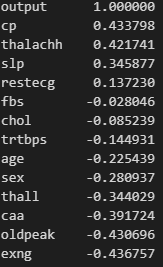 output 1.000000
cp 0.433798
thalachh 0.421741
slp 0.345877
restecg 0.137230
fbs -0.028046
chol -0.085239
trtbps -0.144931
age -0.225439
sex -0.280937
thall -0.344029
caa -0.391724
oldpeak -0.430696
exng -0.436757